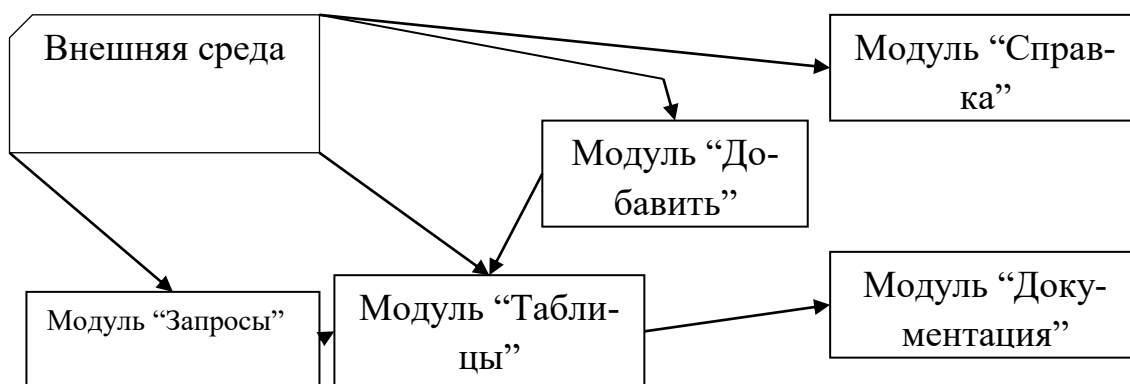 Внешняя среда
Модуль “Справ-
ка”
Модуль “До-
бавить”
Модуль “Запросы”
Модуль “Табли-
цы”
Модуль “Доку-
ментация”